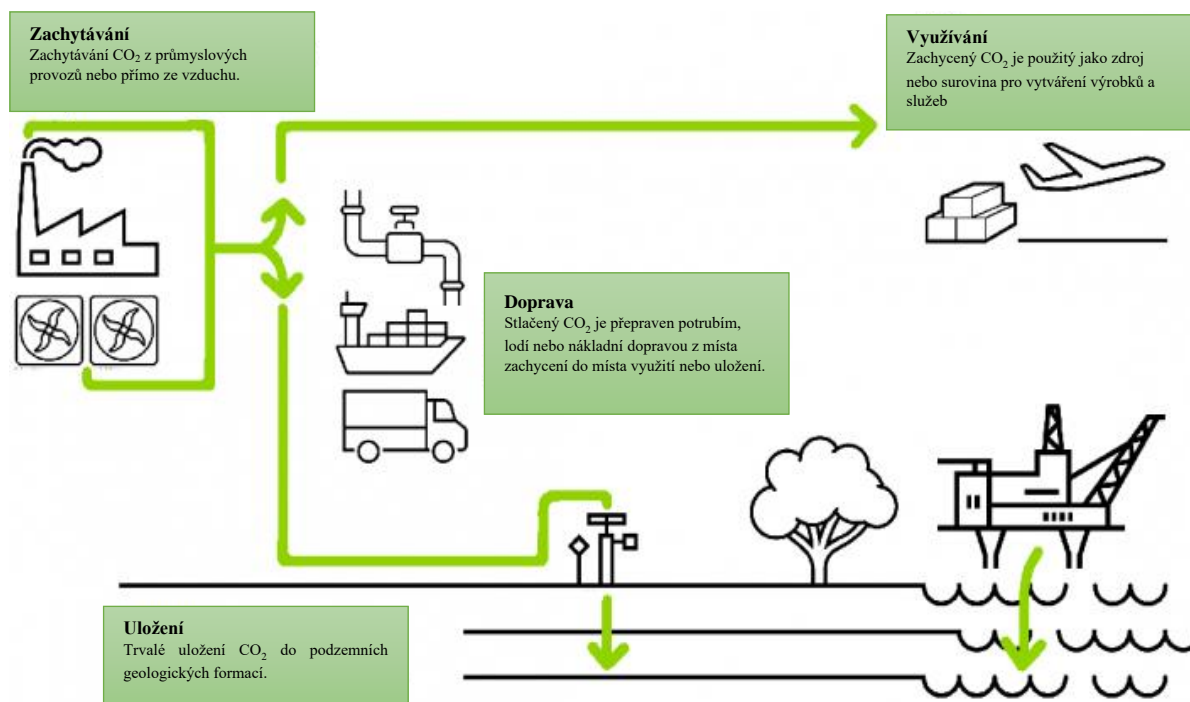 Zachytávání
Zachytávání CO₂ z průmyslových
provozů nebo přímo ze vzduchu.
Využívání
Zachycený CO₂ je použitý jako zdroj
nebo surovina pro vytváření výrobků a
služeb
Doprava
Stlačený CO₂ je přepraven potrubím,
lodí nebo nákladní dopravou z místa
zachycení do místa využití nebo uložení.
Uložení
Trvalé uložení CO₂ do podzemních
geologických formací.